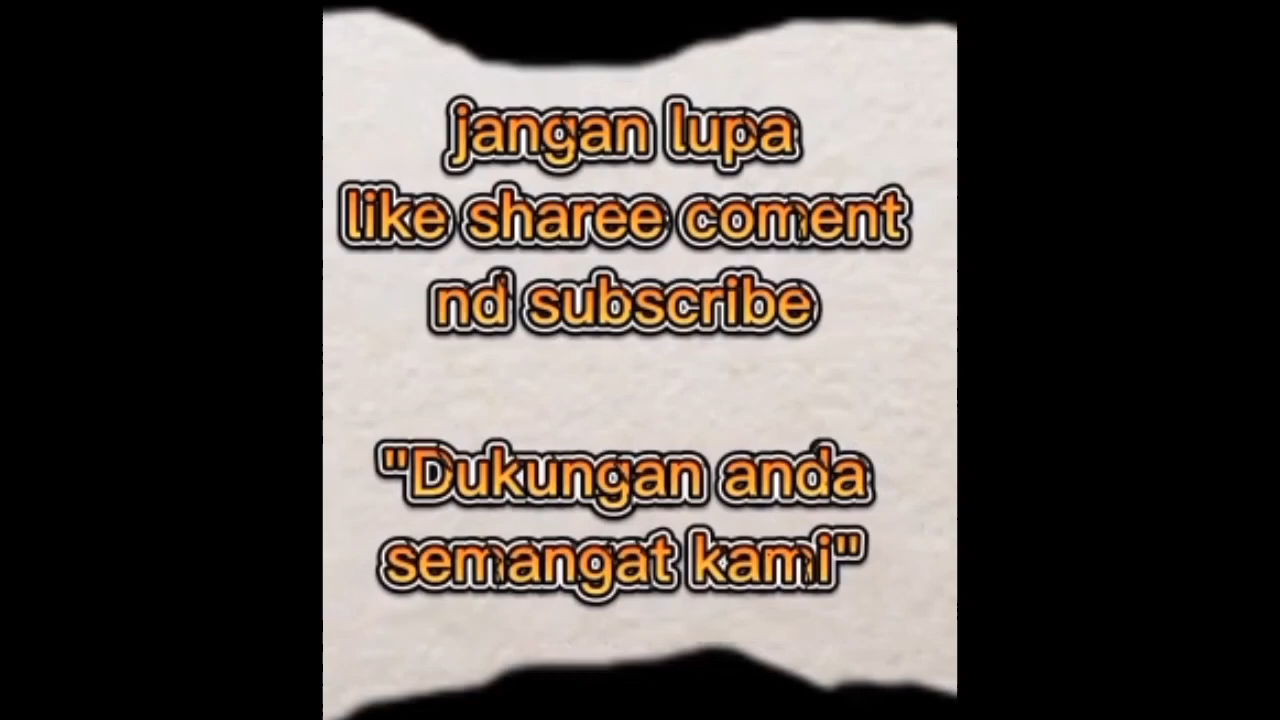 jangan lupa
like sharee coment
nd subscribe
"Dukungan anda
semangat kami"